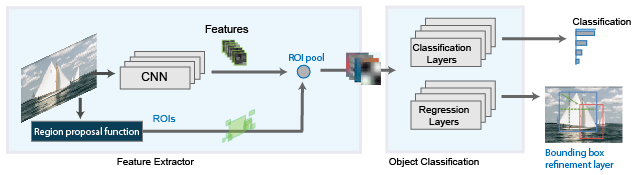 Features
CNN
ROI pool
Region proposal function
ROIs
Feature Extractor
Classification
Layers
Regression
Layers
Object Classification
Classification
Bounding box
refinement layer